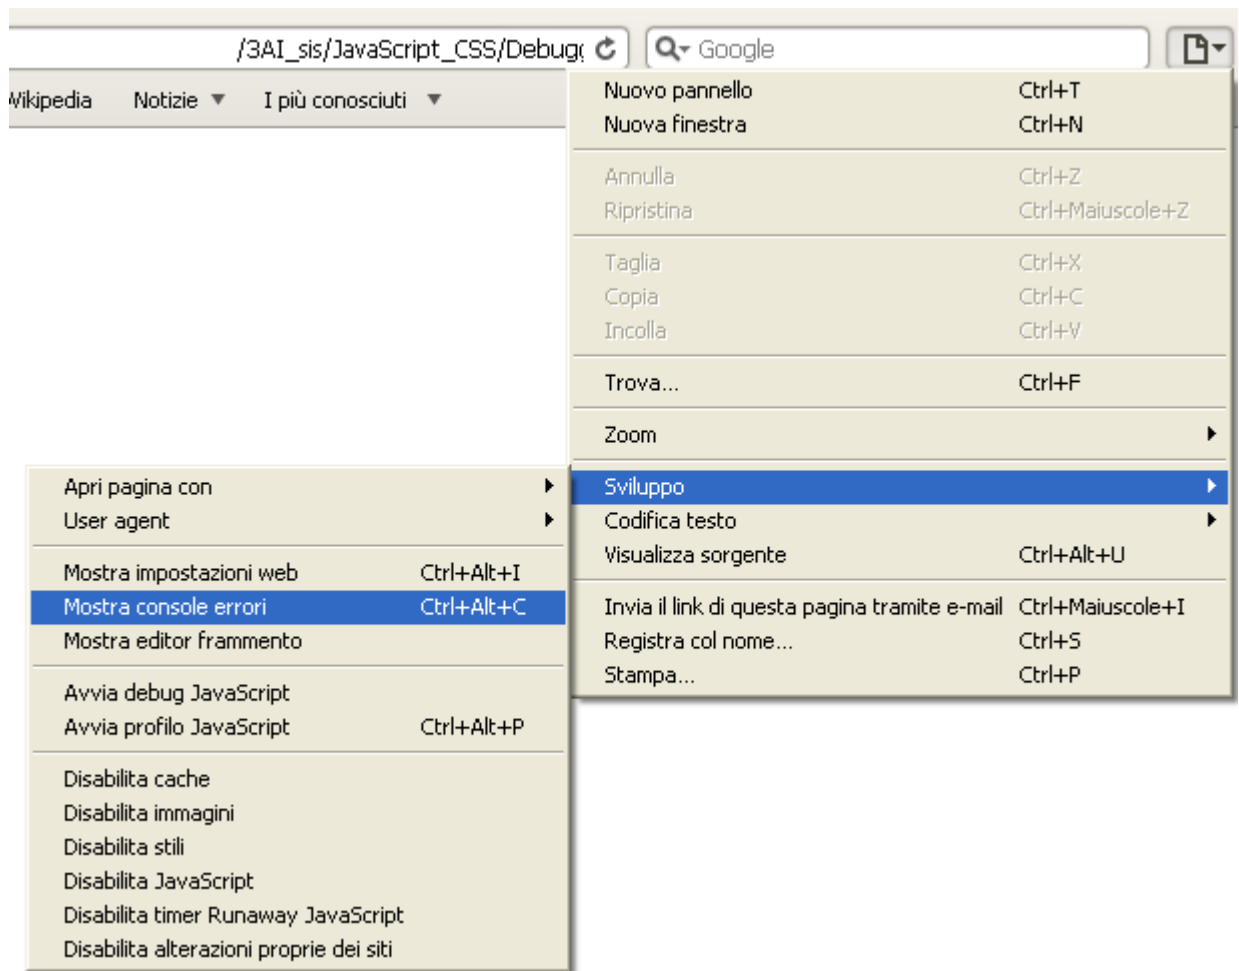 /3AI_sis/JavaScript_CSS/Debugg
Google
Wikipedia Notizie I più conosciuti
Nuovo pannello Ctrl+T
Nuova finestra Ctrl+N
Annulla Ctrl+Z
Ripristina Ctrl+Maiuscole+Z
Taglia Ctrl+X
Copia Ctrl+C
Incolla Ctrl+V
Trova... Ctrl+F
Zoom
Sviluppo
Codifica testo
Visualizza sorgente Ctrl+Alt+U
Invia il link di questa pagina tramite e-mail Ctrl+Maiuscole+I
Registra col nome... Ctrl+S
Stampa... Ctrl+P
Apri pagina con
User agent
Mostra impostazioni web Ctrl+Alt+I
Mostra console errori Ctrl+Alt+C
Mostra editor frammento
Avvia debug JavaScript
Avvia profilo JavaScript Ctrl+Alt+P
Disabilita cache
Disabilita immagini
Disabilita stili
Disabilita JavaScript
Disabilita timer Runaway JavaScript
Disabilita alterazioni proprie dei siti